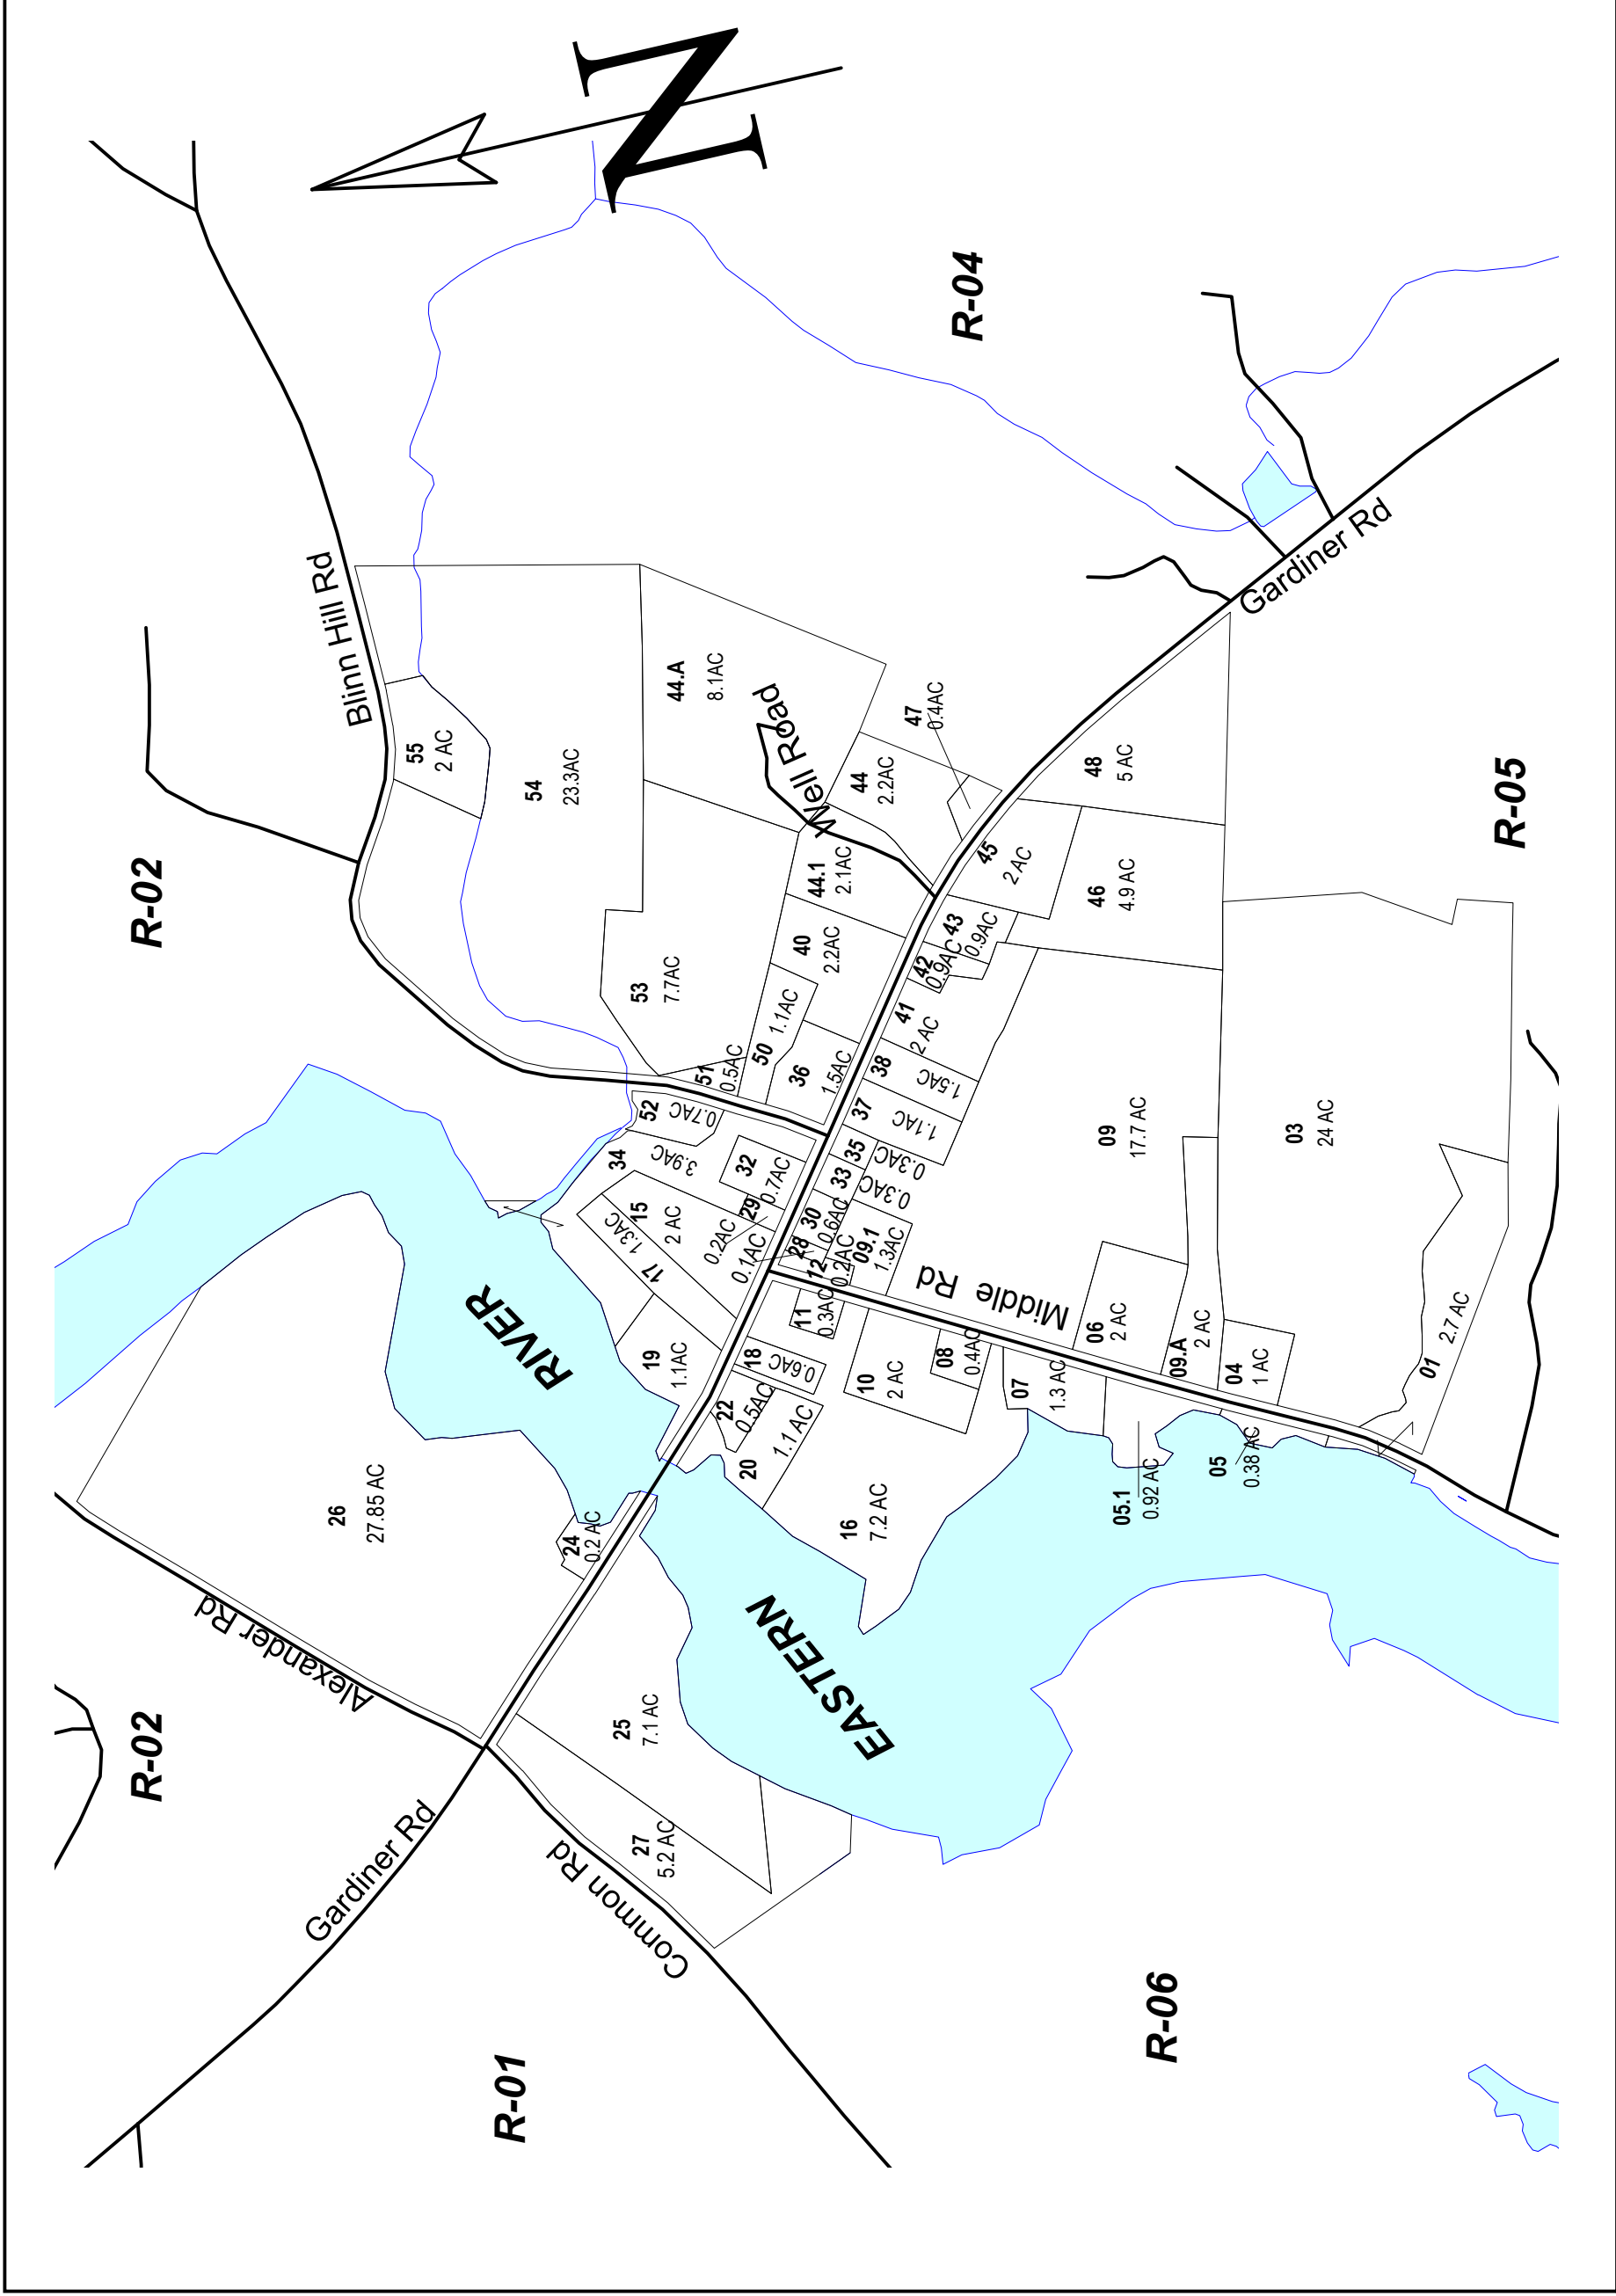 N
R-02
Blinn Hill Rd
R-04
55
2 AC
54
23.3AC
44.A
8.1AC
Well Road
47
0.4AC
44
2.2AC
Gardiner Rd
48
5 AC
R-05
45
2 AC
46
4.9 AC
44.1
2.1AC
40
2.2AC
43
0.9AC
42
0.9AC
53
7.7AC
50
1.1AC
41
2 AC
51
0.5AC
36
1.5AC
38
1.5AC
52
0.7AC
37
1.1AC
09
17.7 AC
03
24 AC
34
3.9AC
32
0.7AC
35
0.3AC
33
0.3AC
15
2 AC
29
0.2AC
30
0.6AC
28
0.1AC
17
1.3AC
12
0.2AC
09.1
1.3AC
Middle Rd
06
2 AC
09.A
2 AC
04
1 AC
01
2.7 AC
19
1.1AC
11
0.3AC
18
0.6AC
10
2 AC
08
0.4AC
07
1.3 AC
22
0.5AC
20
1.1 AC
16
7.2 AC
05.1
0.92 AC
05
0.38 AC
RIVER
EASTERN
26
27.85 AC
24
0.2 AC
Alexander Rd
R-02
25
7.1 AC
27
5.2 AC
Gardiner Rd
Common Rd
R-01
R-06